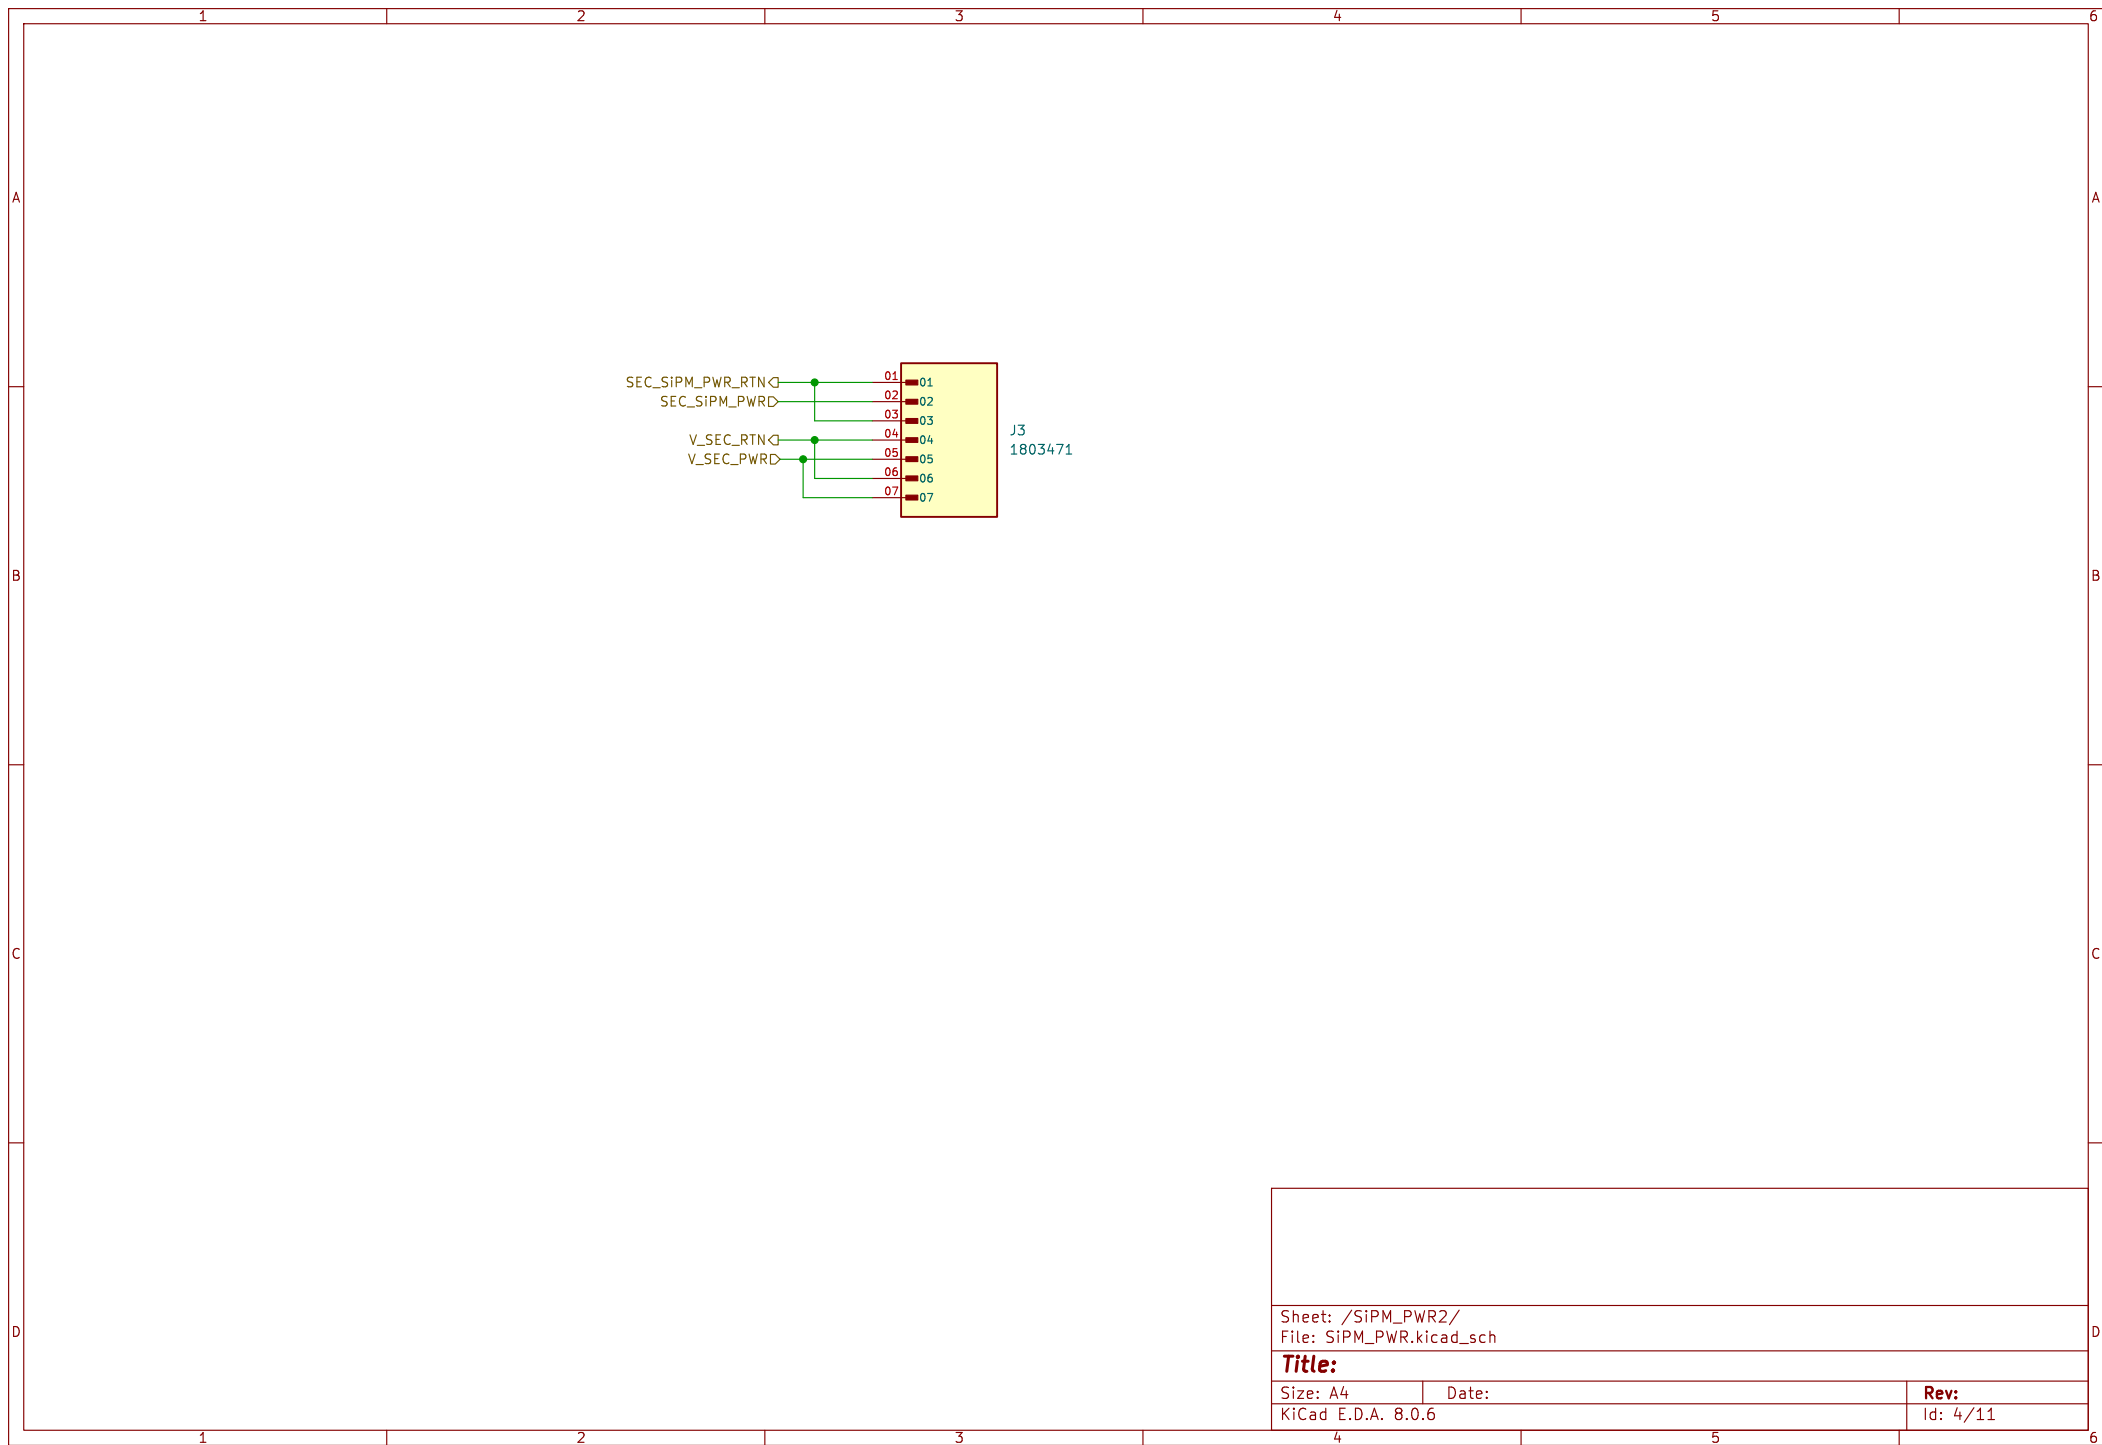 1 2 3 4 5 6
A A
SEC_SiPM_PWR_RTN 01 01
SEC_SiPM_PWR 02 02
03 03
V_SEC_RTN 04 04
V_SEC_PWR 05 05
06 06
07 07
J3
1803471
B B
C C
Sheet: /SiPM_PWR2/
File: SiPM_PWR.kicad_sch
D D
Title:
Size: A4 Date: Rev:
KiCad E.D.A. 8.0.6 Id: 4/11
1 2 3 4 5 6